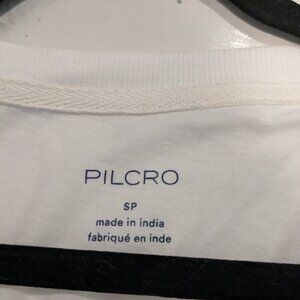 PILCRO
SP
made in india
fabriqué en inde